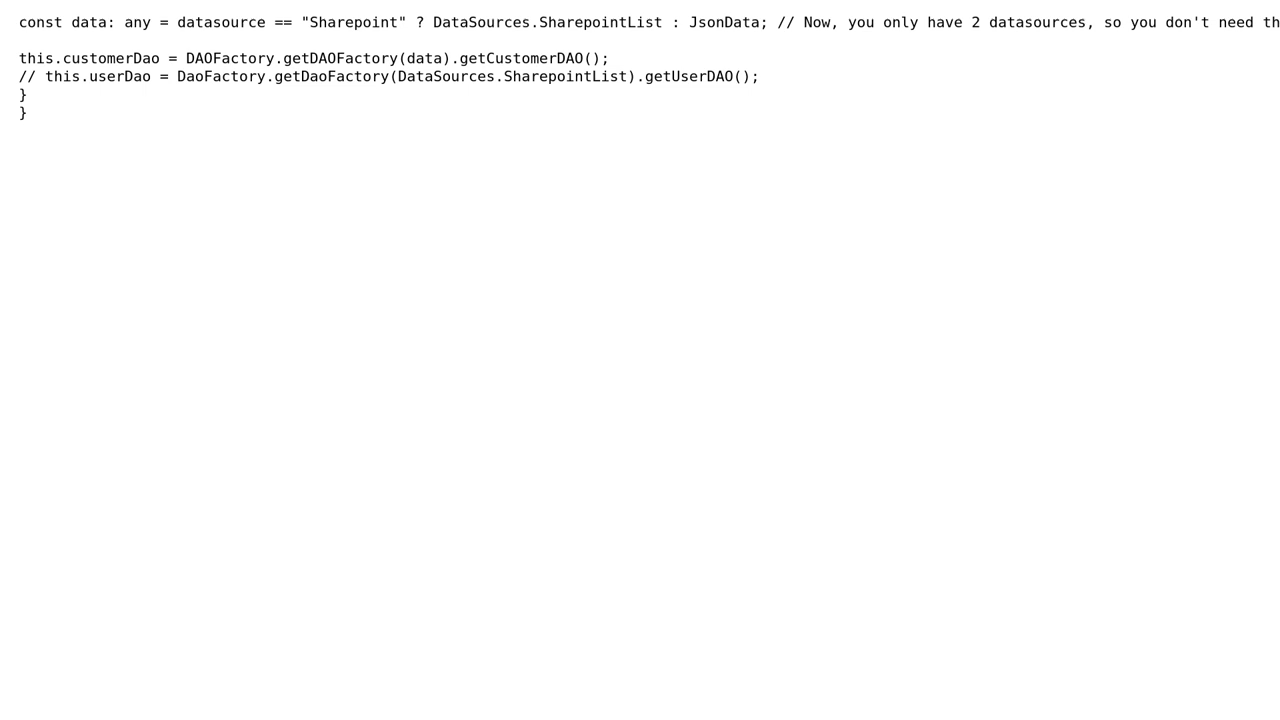 const data: any = datasource == "Sharepoint" ? DataSources.SharepointList : JsonData; // Now, you only have 2 datasources, so you don't need th
this.customerDao = DAOFactory.getDAOFactory(data).getCustomerDAO();
// this.userDao = DaoFactory.getDaoFactory(DataSources.SharepointList).getUserDAO();
}
}